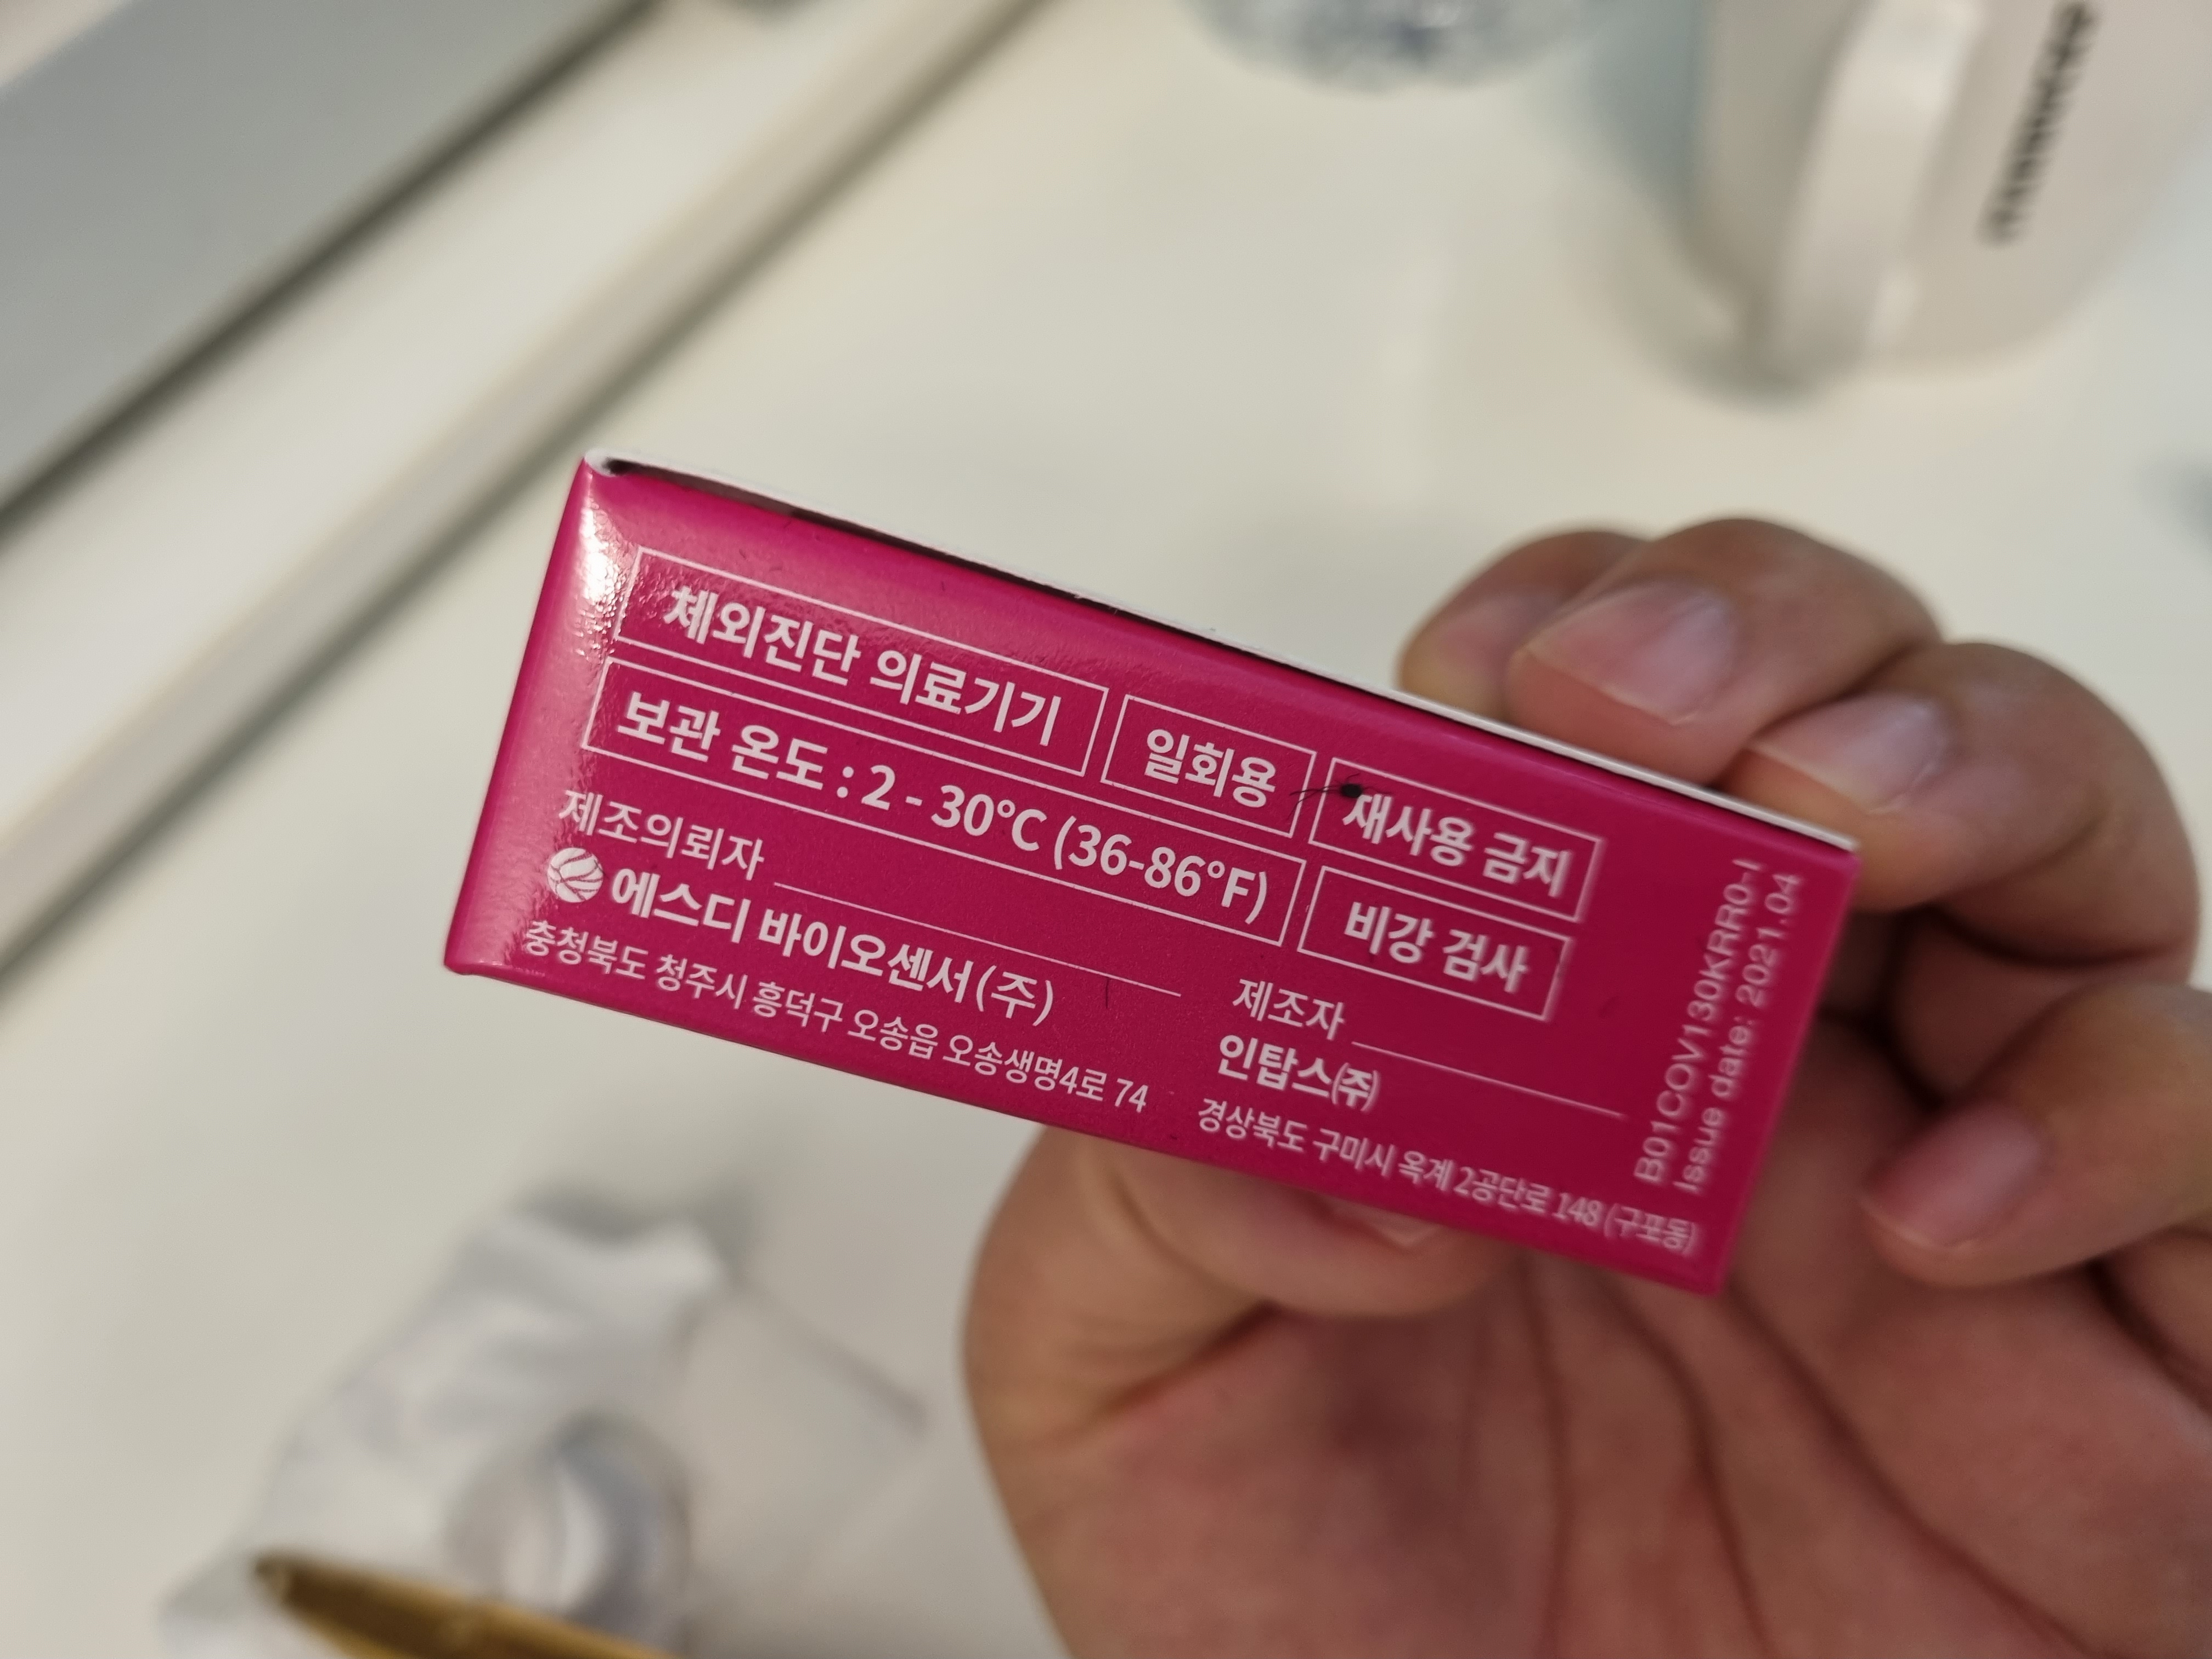 체외진단 의료기기
일회용
재사용 금지
보관 온도 : 2 - 30°C (36-86°F)
비강 검사
제조의뢰자
에스디 바이오센서(주)
충청북도 청주시 흥덕구 오송읍 오송생명4로 74
제조자
인탑스㈜
경상북도 구미시 옥계 2공단로 148 (구포동)
B01COV130KRR0-I
Issue date: 2021.04